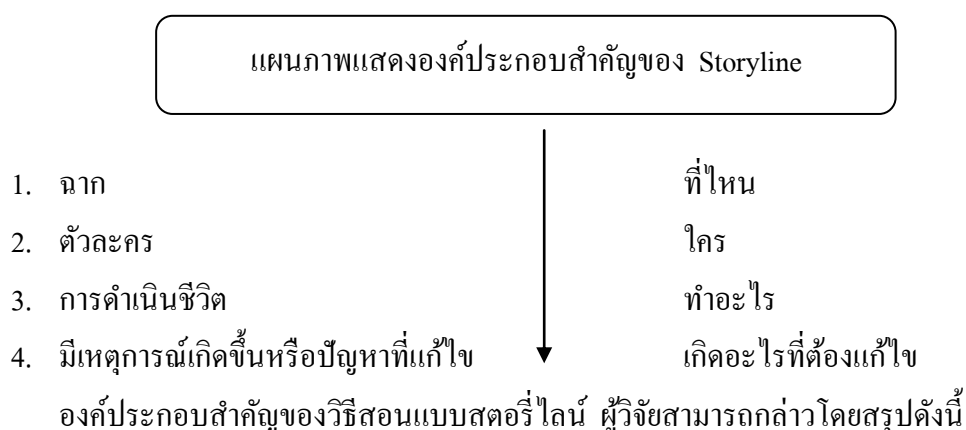 แผนภาพแสดงองค์ประกอบสำคัญของ Storyline
1. ฉาก ที่ไหน
2. ตัวละคร ใคร
3. การดำเนินชีวิต ทำอะไร
4. มีเหตุการณ์เกิดขึ้นหรือปัญหาที่แก้ไข เกิดอะไรที่ต้องแก้ไข
องค์ประกอบสำคัญของวิธีสอนแบบสตอรี่ไลน์ ผู้วิจัยสามารถกล่าวโดยสรุปดังนี้